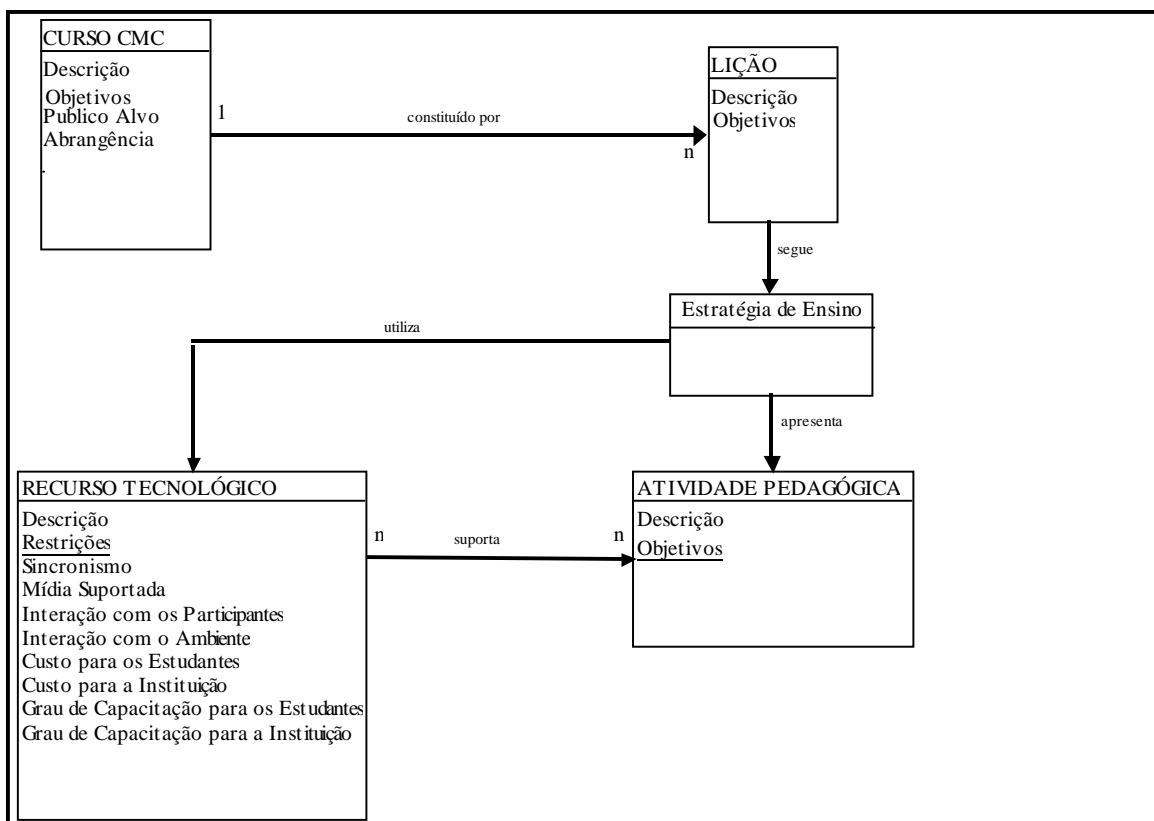 CURSO CMC
Descrição
Objetivos
Publico Alvo
Abrangência
.
1
constituído por
n
LIÇÃO
Descrição
Objetivos
segue
Estratégia de Ensino
utiliza
apresenta
RECURSO TECNOLÓGICO
Descrição
Restrições
Sincronismo
Mídia Suportada
Interação com os Participantes
Interação com o Ambiente
Custo para os Estudantes
Custo para a Instituição
Grau de Capacitação para os Estudantes
Grau de Capacitação para a Instituição
n
suporta
n
ATIVIDADE PEDAGÓGICA
Descrição
Objetivos